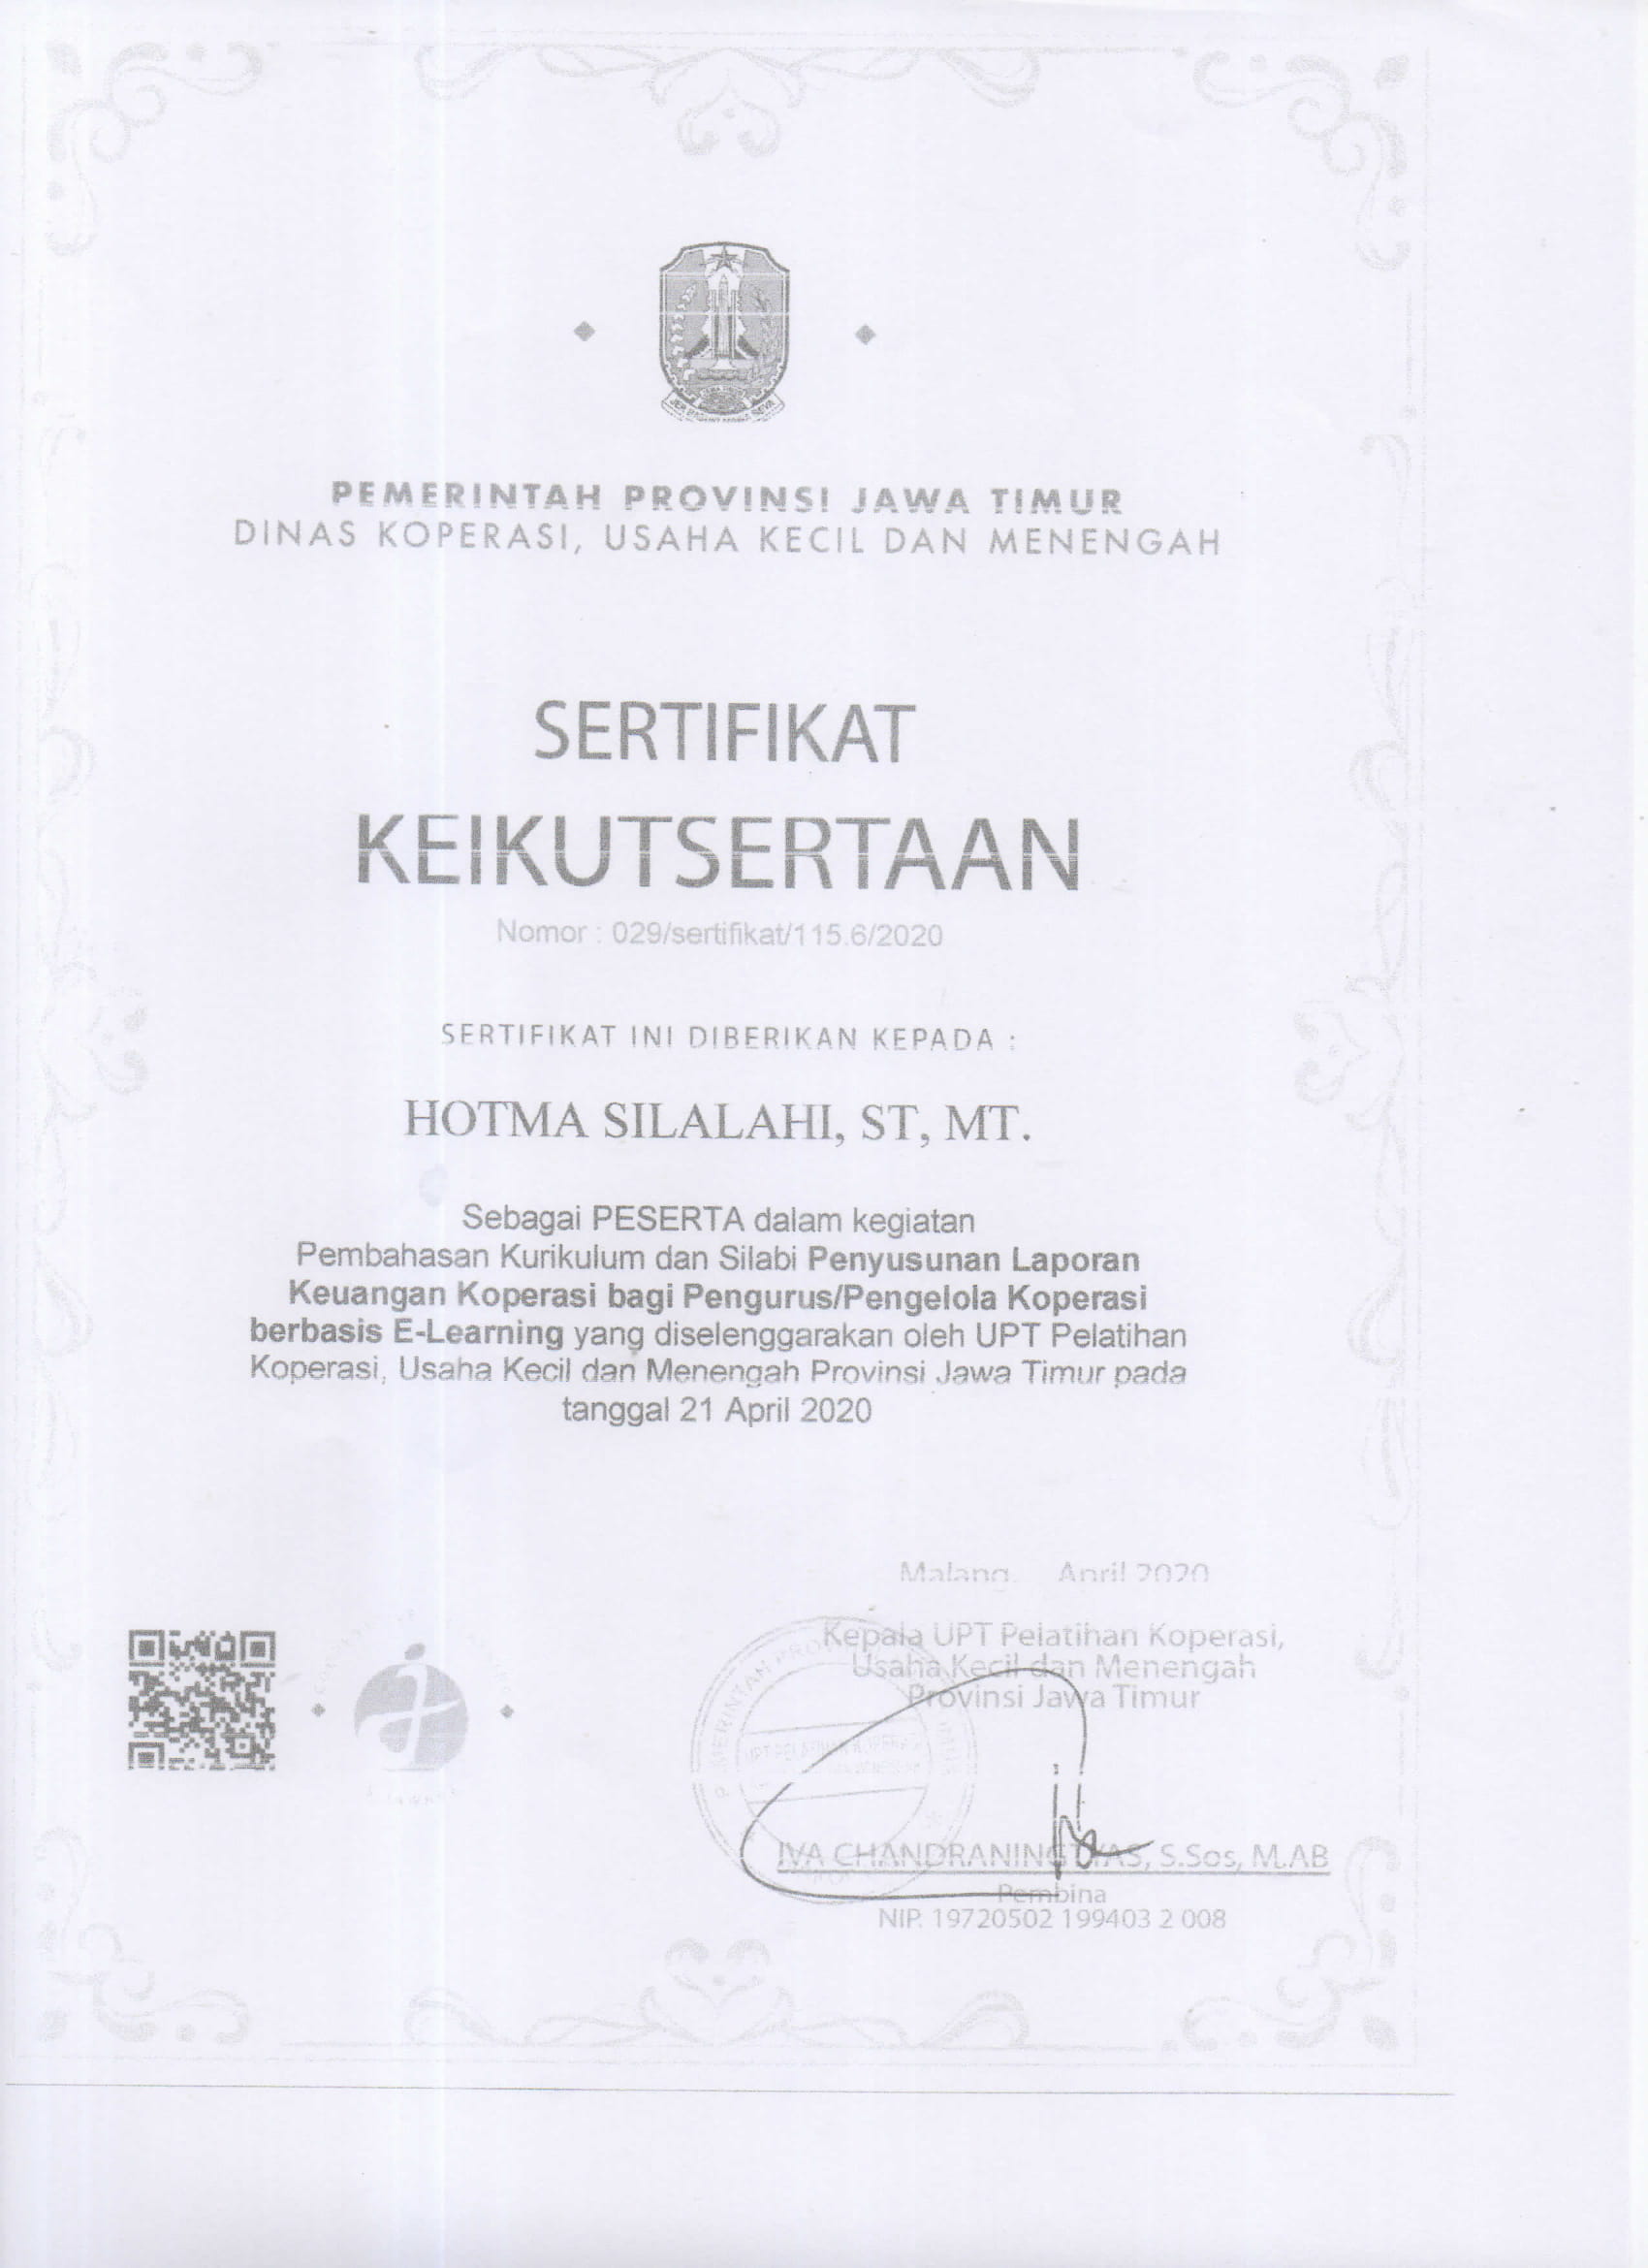 PEMERINTAH PROVINSI JAWA TIMUR
DINAS KOPERASI, USAHA KECIL DAN MENENGAH
SERTIFIKAT
KEIKUTSERTAAN
Nomor : 029/sertifikat/115.6/2020
SERTIFIKAT INI DIBERIKAN KEPADA :
HOTMA SILALAHI, ST, MT.
Sebagai PESERTA dalam kegiatan
Pembahasan Kurikulum dan Silabi Penyusunan Laporan
Keuangan Koperasi bagi Pengurus/Pengelola Koperasi
berbasis E-Learning yang diselenggarakan oleh UPT Pelatihan
Koperasi, Usaha Kecil dan Menengah Provinsi Jawa Timur pada
tanggal 21 April 2020
Malang, April 2020
Kepala UPT Pelatihan Koperasi,
Usaha Kecil dan Menengah
Provinsi Jawa Timur
IVA CHANDRANINGTYAS, S.Sos, M.AB
Pembina
NIP. 19720502 199403 2 008